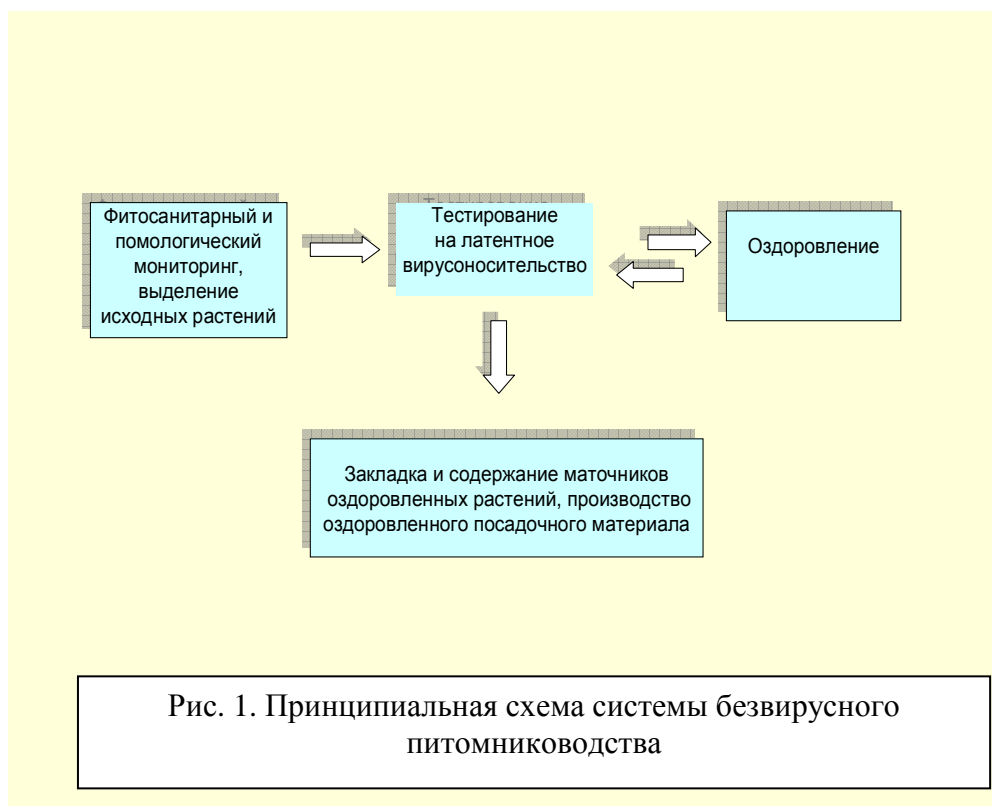 Фитосанитарный и
помологический
мониторинг,
выделение
исходных растений
Тестирование
на латентное
вирусоносительство
Оздоровление
Закладка и содержание маточников
оздоровленных растений, производство
оздоровленного посадочного материала
Рис. 1. Принципиальная схема системы безвирусного
питомниководства